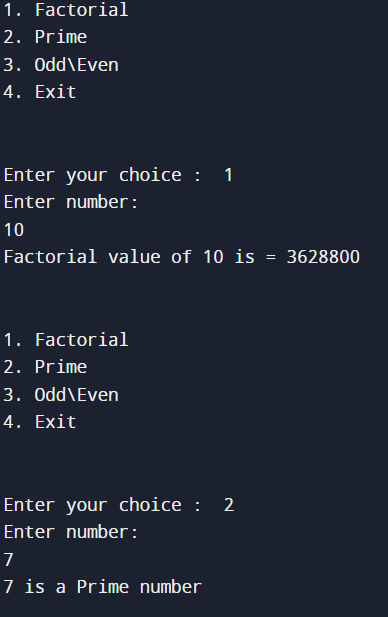 1. Factorial
2. Prime
3. Odd\Even
4. Exit
Enter your choice :  1
Enter number:
10
Factorial value of 10 is = 3628800
1. Factorial
2. Prime
3. Odd\Even
4. Exit
Enter your choice :  2
Enter number:
7
7 is a Prime number